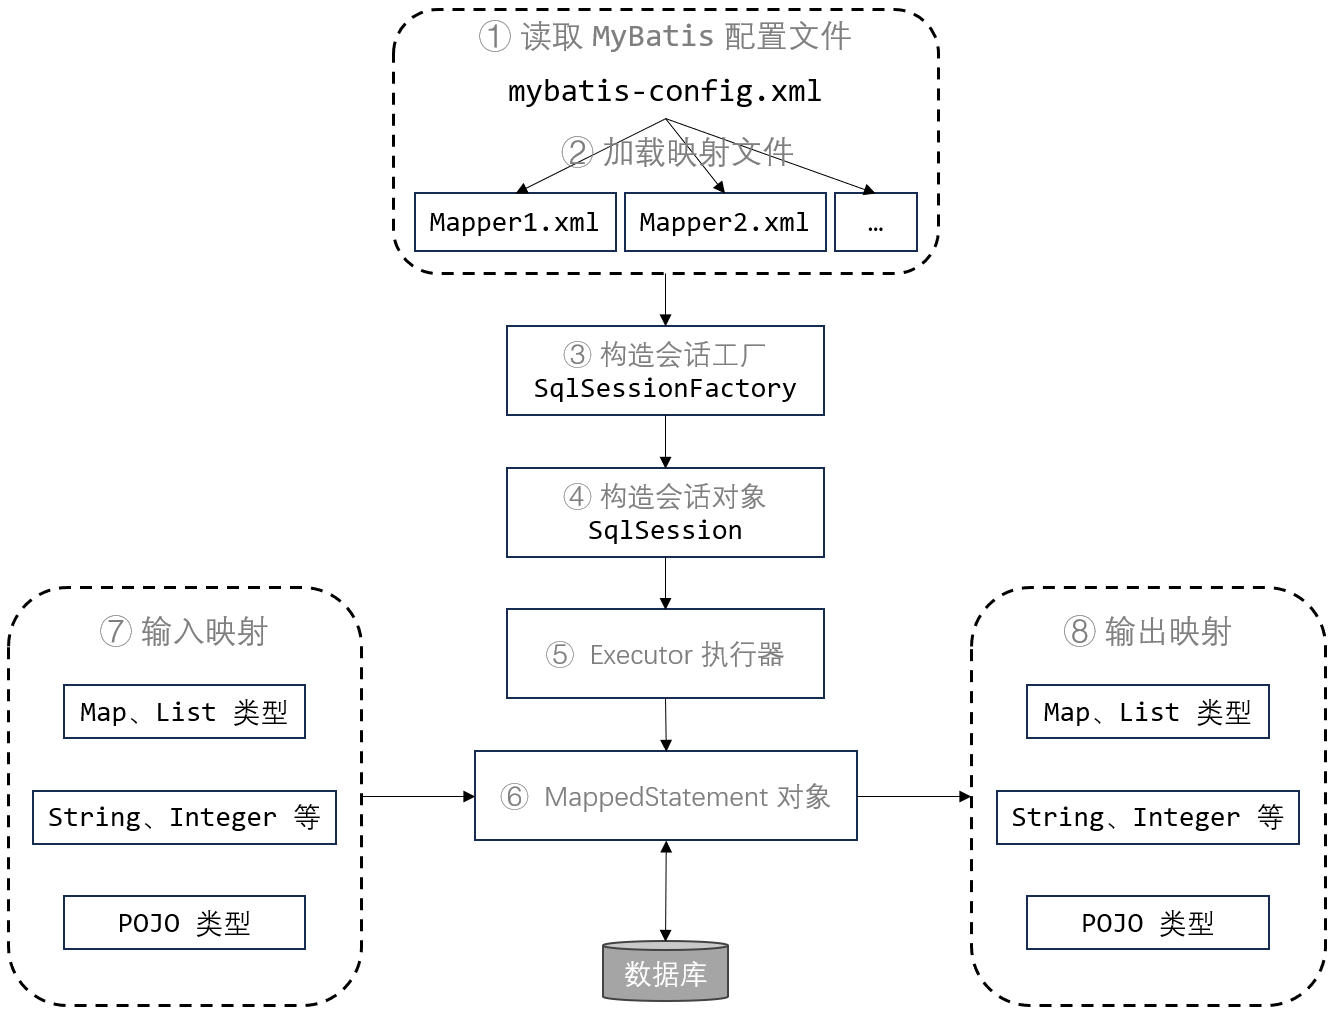 ① 读取 MyBatis 配置文件
mybatis-config.xml
② 加载映射文件
Mapper1.xml
Mapper2.xml
…
③ 构造会话工厂
SqlSessionFactory
④ 构造会话对象
SqlSession
⑤ Executor 执行器
⑥ MappedStatement 对象
数据库
⑦ 输入映射
Map、List 类型
String、Integer 等
POJO 类型
⑧ 输出映射
Map、List 类型
String、Integer 等
POJO 类型